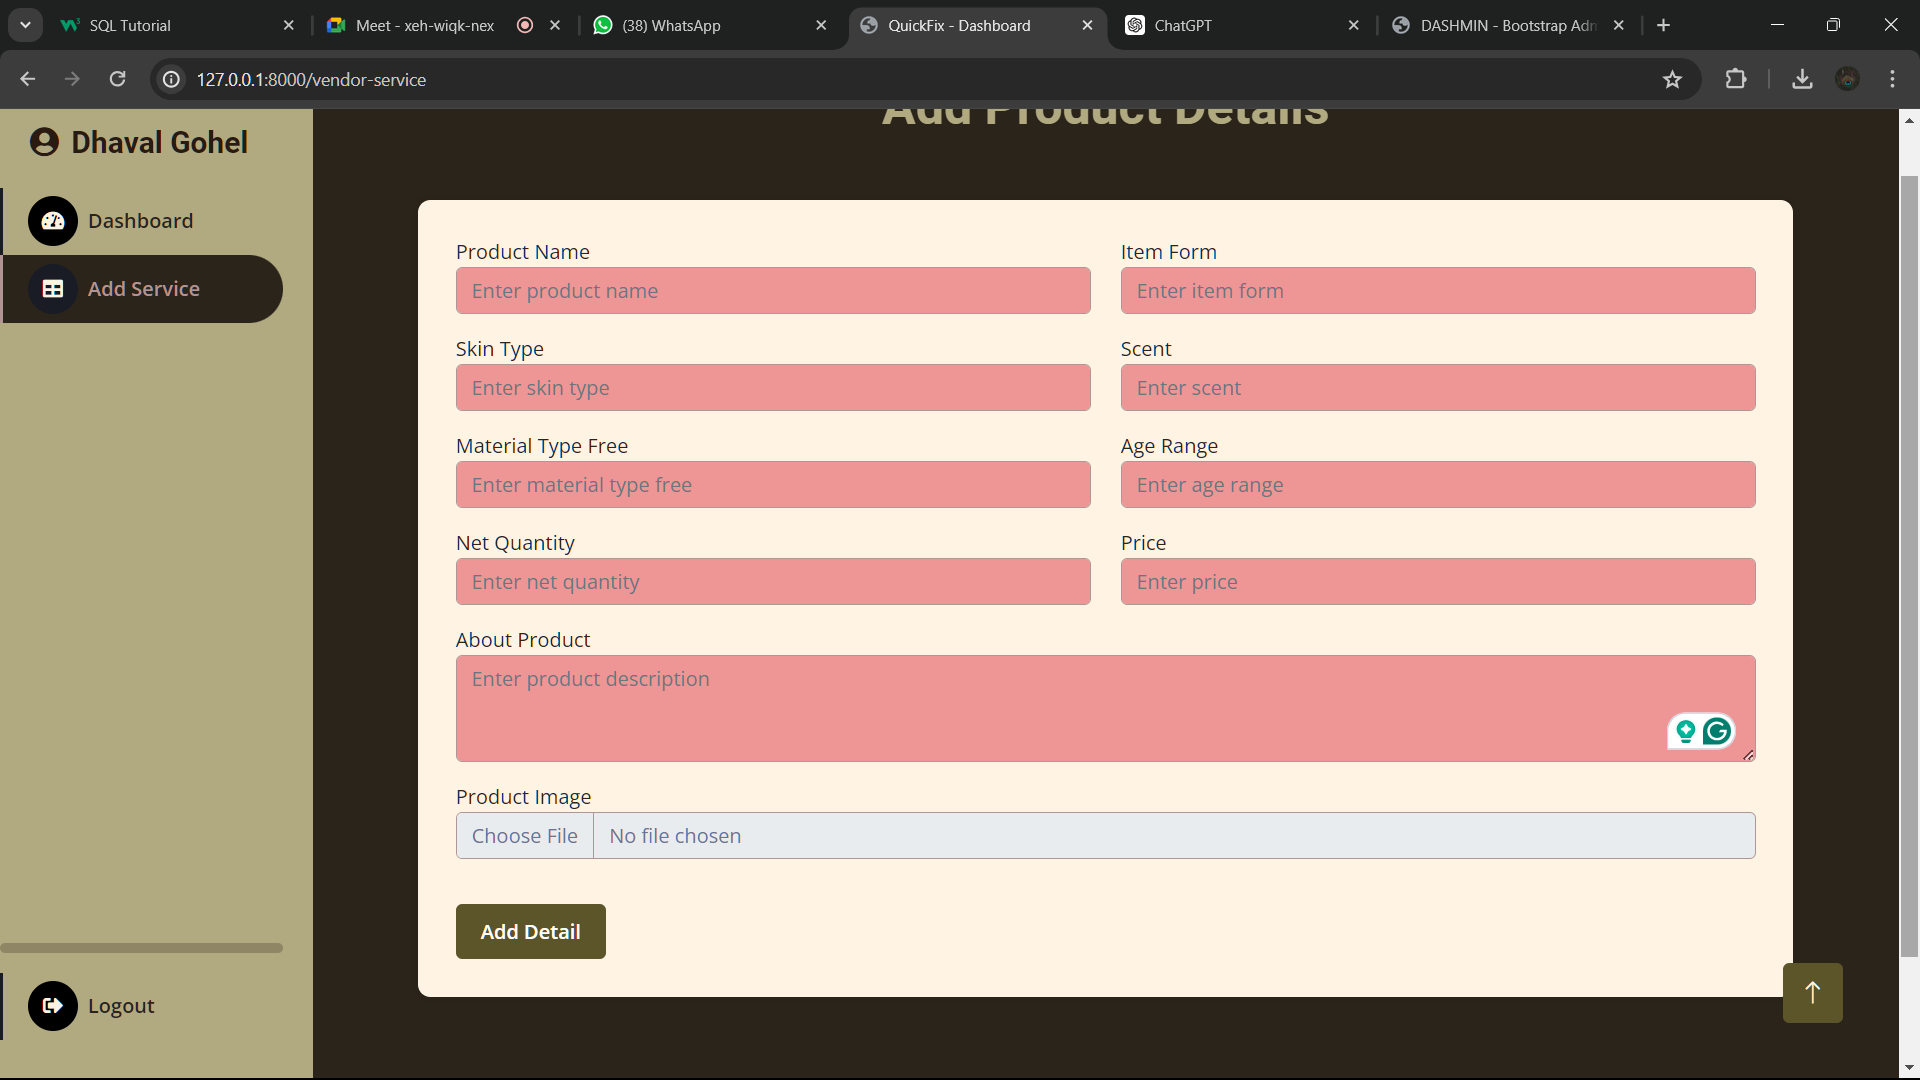 SQL Tutorial
Meet - xeh-wiqk-nex
(38) WhatsApp
QuickFix - Dashboard
ChatGPT
DASHMIN - Bootstrap Adm
127.0.0.1:8000/vendor-service
Add Product Details
Dhaval Gohel
Dashboard
Add Service
Logout
Product Name
Item Form
Enter product name
Enter item form
Skin Type
Scent
Enter skin type
Enter scent
Material Type Free
Age Range
Enter material type free
Enter age range
Net Quantity
Price
Enter net quantity
Enter price
About Product
Enter product description
Product Image
Choose File
No file chosen
Add Detail